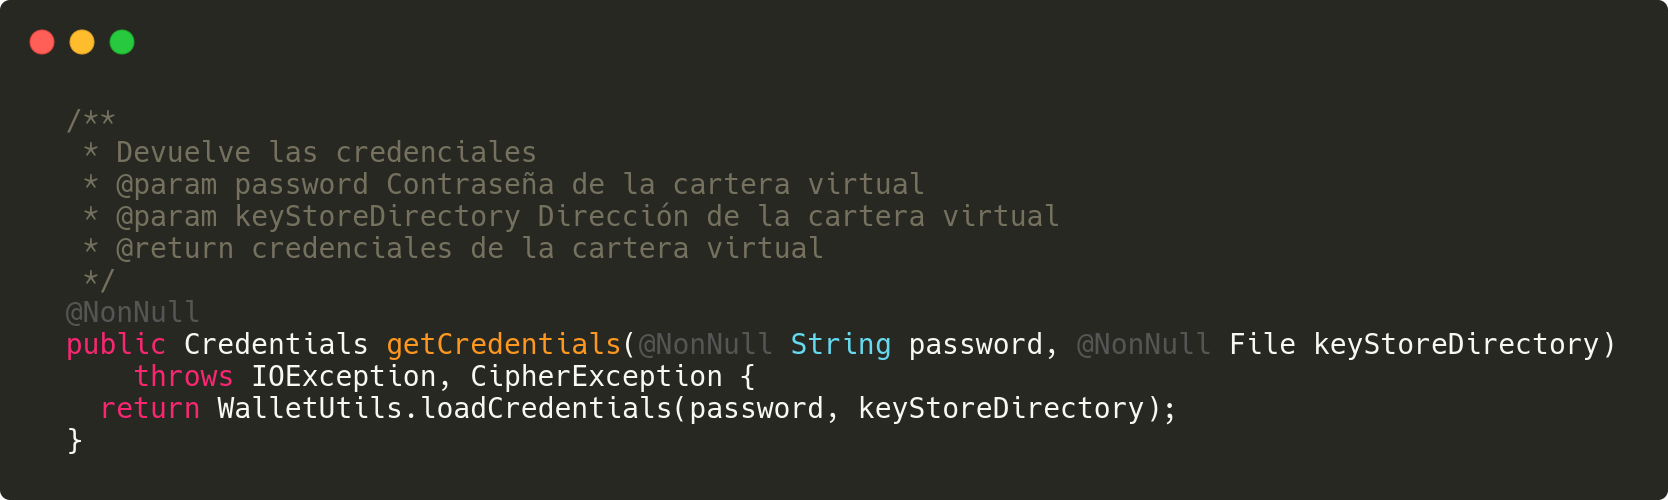 /**
 * Devuelve las credenciales
 * @param password Contraseña de la cartera virtual
 * @param keyStoreDirectory Dirección de la cartera virtual
 * @return credenciales de la cartera virtual
 */
@NonNull
public Credentials getCredentials(@NonNull String password, @NonNull File keyStoreDirectory)
    throws IOException, CipherException {
  return WalletUtils.loadCredentials(password, keyStoreDirectory);
}